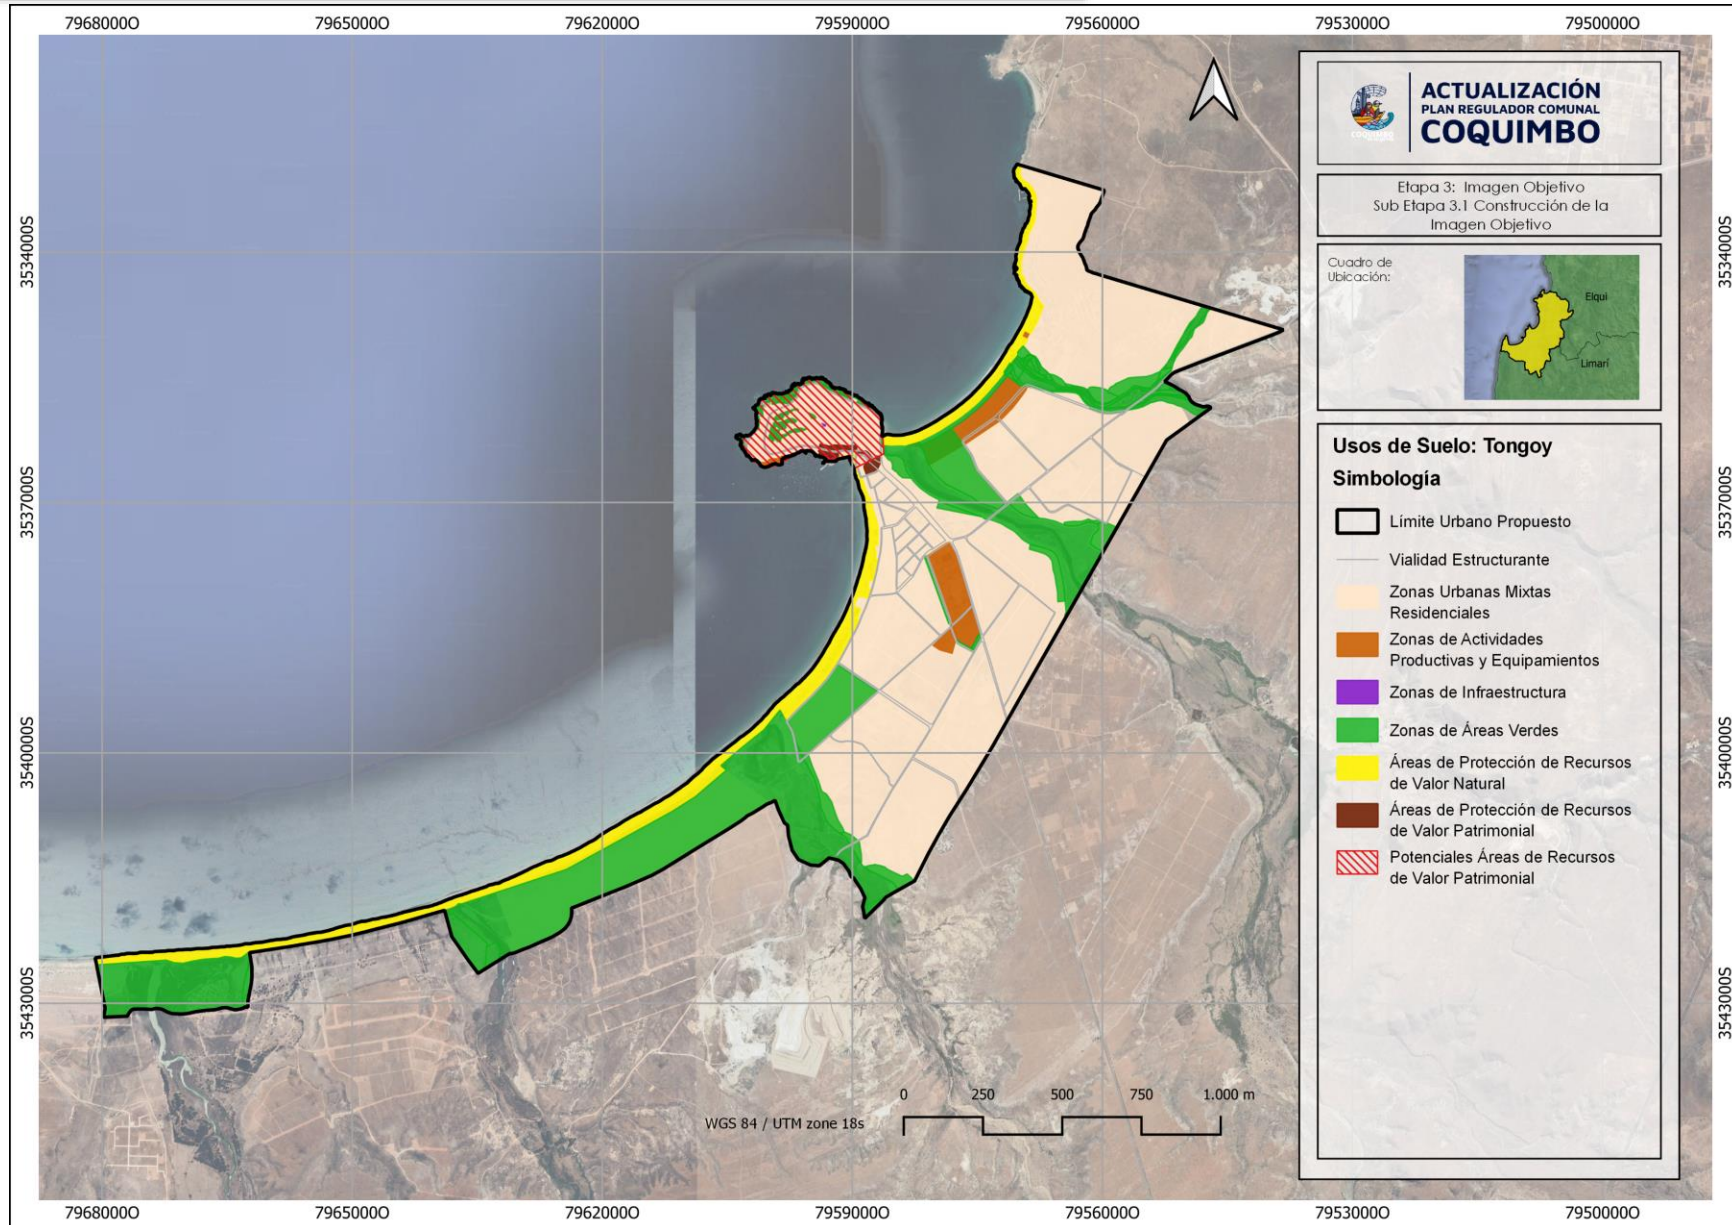 7968000O 7965000O 7962000O 7959000O 7956000O 7953000O 7950000O
3534000S
3537000S
3540000S
3543000S
ACTUALIZACIÓN
PLAN REGULADOR COMUNAL
COQUIMBO
COQUIMBO
Etapa 3: Imagen Objetivo
Sub Etapa 3.1 Construcción de la
Imagen Objetivo
Cuadro de
Ubicación:
Elqui
Limarí
Usos de Suelo: Tongoy
Simbología
Límite Urbano Propuesto
Vialidad Estructurante
Zonas Urbanas Mixtas
Residenciales
Zonas de Actividades
Productivas y Equipamientos
Zonas de Infraestructura
Zonas de Áreas Verdes
Áreas de Protección de Recursos
de Valor Natural
Áreas de Protección de Recursos
de Valor Patrimonial
Potenciales Áreas de Recursos
de Valor Patrimonial
3534000S
3537000S
3540000S
3543000S
0 250 500 750 1.000 m
WGS 84 / UTM zone 18s
7968000O 7965000O 7962000O 7959000O 7956000O 7953000O 7950000O